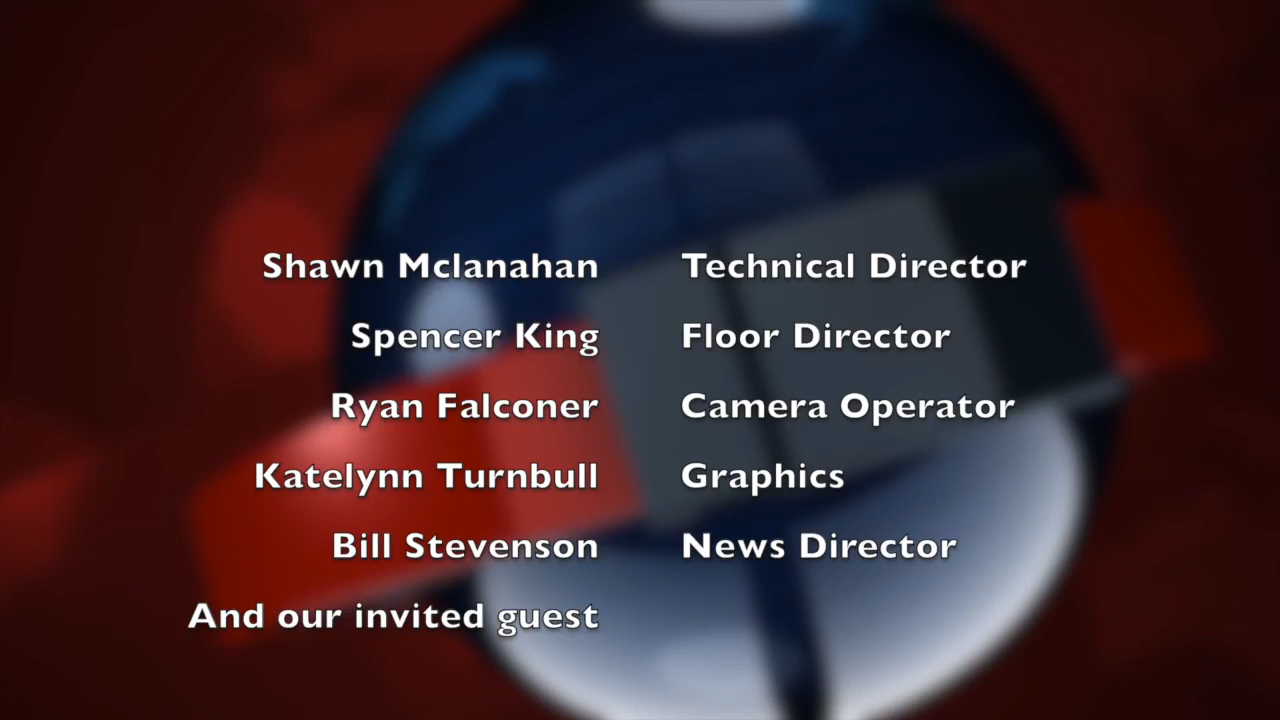 Shawn Mclanahan Technical Director
Spencer King Floor Director
Ryan Falconer Camera Operator
Katelynn Turnbull Graphics
Bill Stevenson News Director
And our invited guest